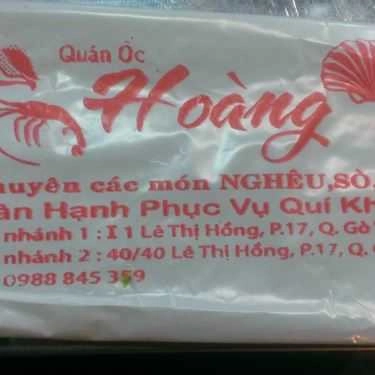 Quán Ốc
Hoàng
huyên các món NGHÊU,SÒ,
ân Hạnh Phục Vụ Quí Kh
nhánh 1 : I 1 Lê Thị Hồng, P.17, Q. Gò
nhánh 2 : 40/40 Lê Thị Hồng, P.17, Q.
0988 845 359